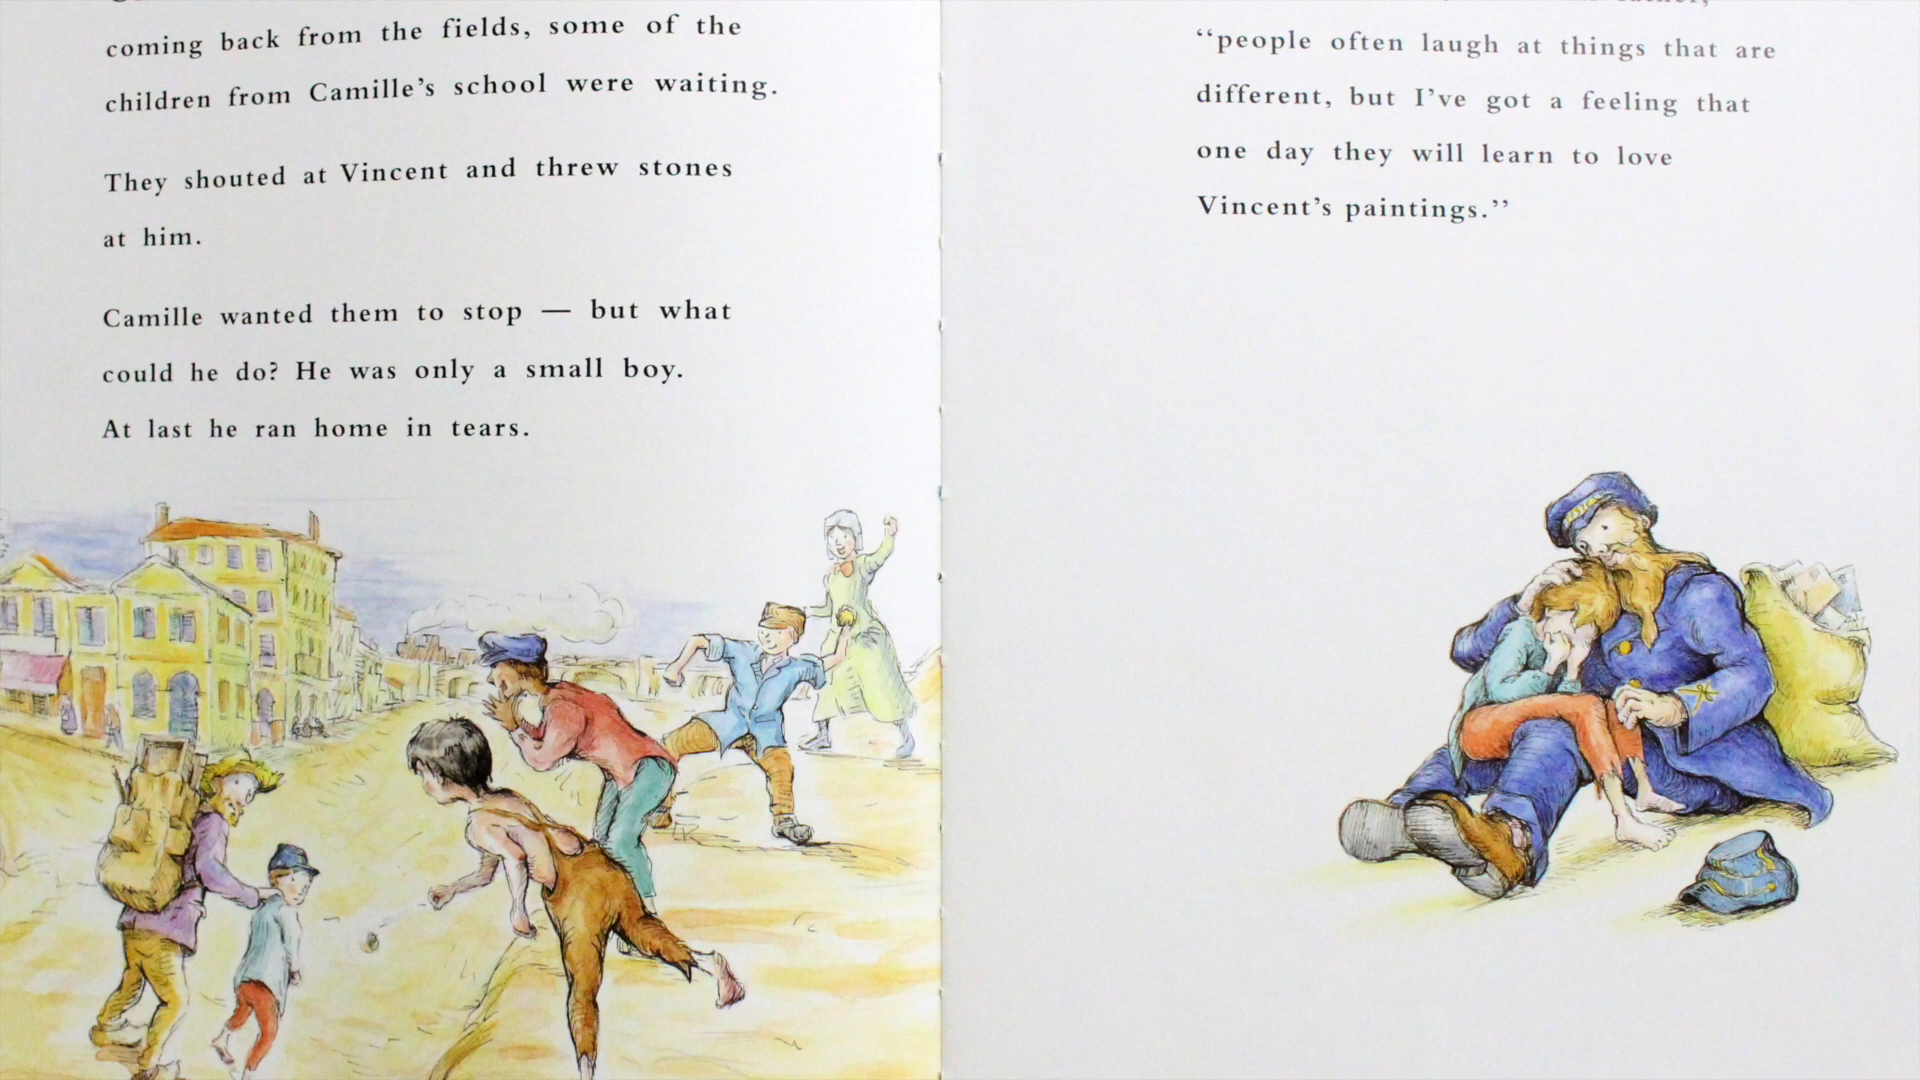 coming back from the fields, some of the
children from Camille's school were waiting.
They shouted at Vincent and threw stones
at him.
Camille wanted them to stop — but what
could he do? He was only a small boy.
At last he ran home in tears.
“people often laugh at things that are
different, but I’ve got a feeling that
one day they will learn to love
Vincent’s paintings.”